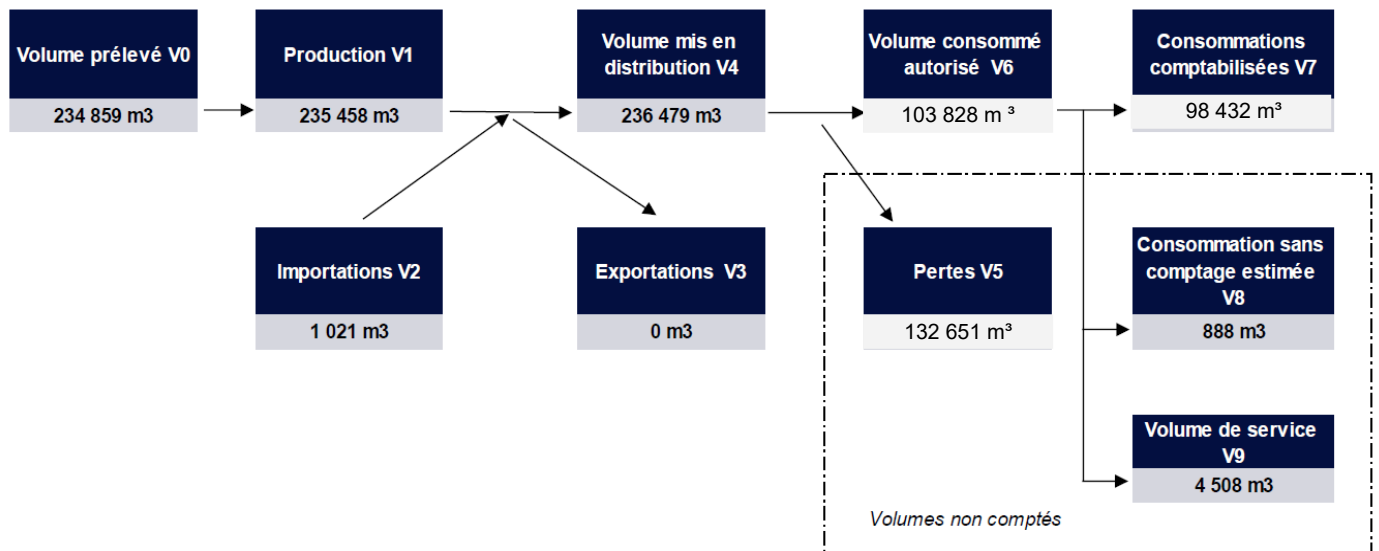 Volume prélevé V0
234 859 m3
Production V1
235 458 m3
Volume mis en
distribution V4
236 479 m3
Volume consommé
autorisé V6
103 828 m ³
Consommations
comptabilisées V7
98 432 m³
Importations V2
1 021 m3
Exportations V3
0 m3
Pertes V5
132 651 m³
Consommation sans
comptage estimée
V8
888 m3
Volume de service
V9
4 508 m3
Volumes non comptés